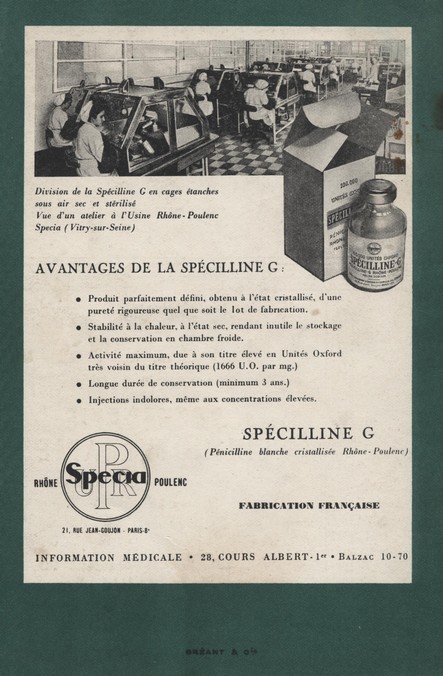 Division de la Spécilline G en cages étanches
sous air sec et stérilisé
Vue d'un atelier à l'Usine Rhône-Poulenc
Specia (Vitry-sur-Seine)
SPÉCILLINE-G
AVANTAGES DE LA SPÉCILLINE G :
● Produit parfaitement défini, obtenu à l'état cristallisé, d'une
pureté rigoureuse quel que soit le lot de fabrication.
● Stabilité à la chaleur, à l'état sec, rendant inutile le stockage
et la conservation en chambre froide.
● Activité maximum, due à son titre élevé en Unités Oxford
très voisin du titre théorique (1666 U.O. par mg.)
● Longue durée de conservation (minimum 3 ans.)
● Injections indolores, même aux concentrations élevées.
SPÉCILLINE G
(Pénicilline blanche cristallisée Rhône-Poulenc)
RHÔNE Specia POULENC
FABRICATION FRANÇAISE
21, RUE JEAN-GOUJON - PARIS-8e
INFORMATION MÉDICALE • 28, COURS ALBERT-1er • BALZAC 10-70
BRÉANT & Cie